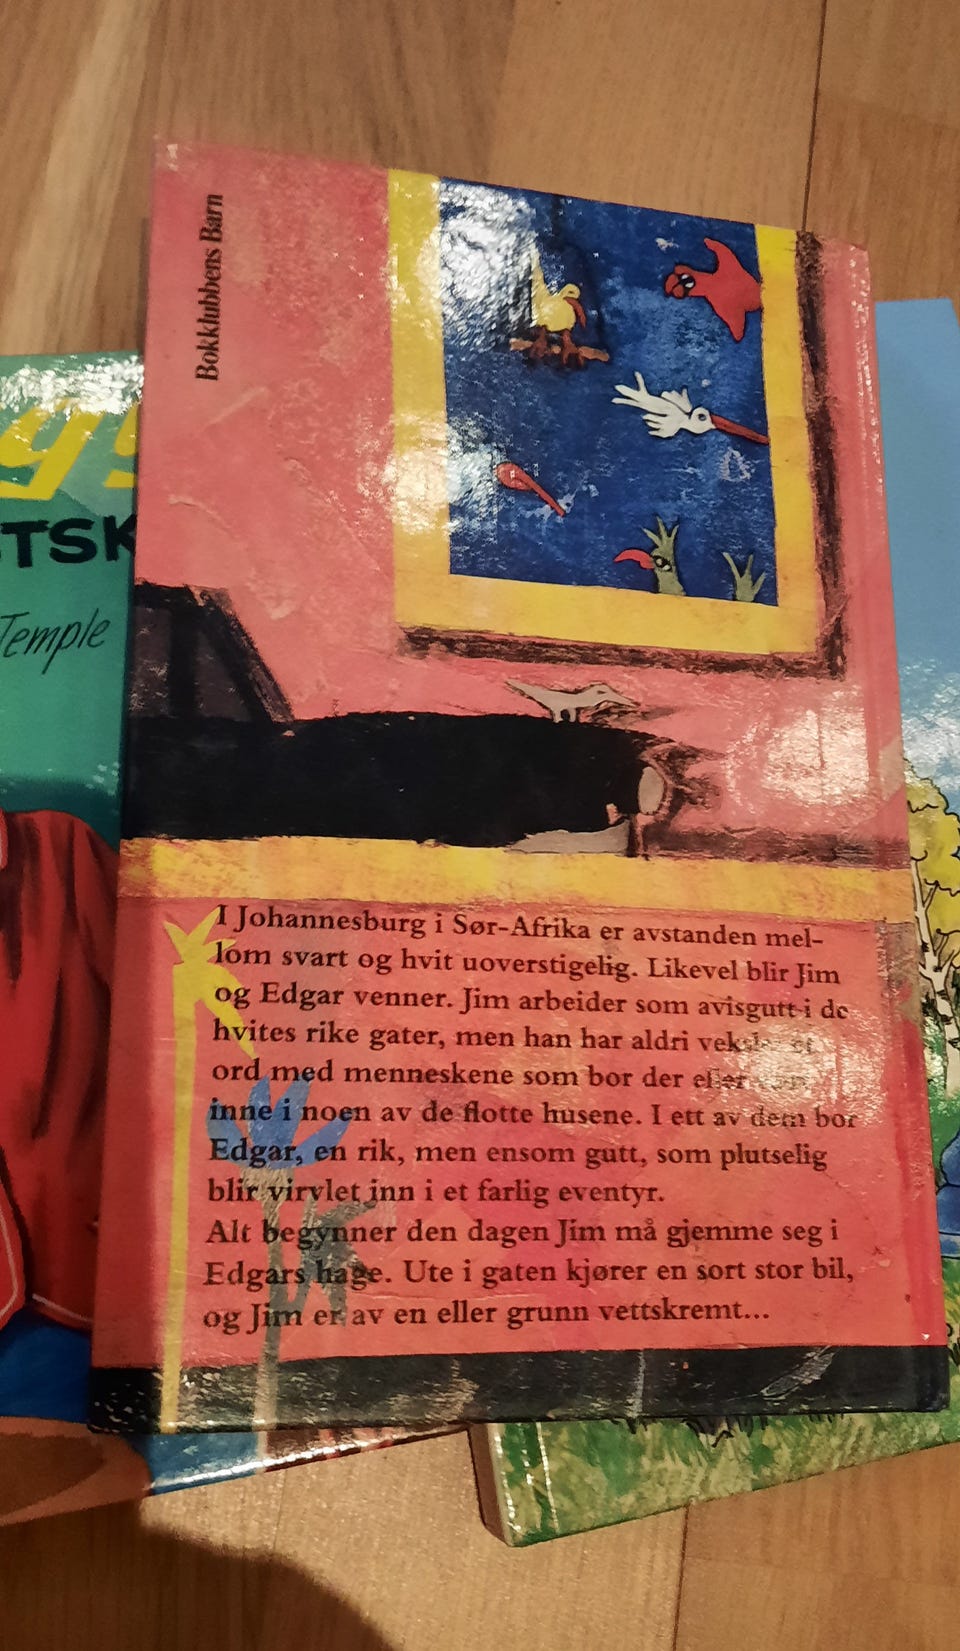 Bokklubbens Barn
TSK
Temple
I Johannesburg i Sør-Afrika er avstanden mel-
lom svart og hvit uoverstigelig. Likevel blir Jim
og Edgar venner. Jim arbeider som avisgutt i de
hvites rike gater, men han har aldri
ord med menneskene som bor der eller
inne i noen av de flotte husene. I ett av dem bor
Edgar, en rik, men ensom gutt, som plutselig
blir virvlet inn i et farlig eventyr.
Alt begynner den dagen Jim må gjemme seg i
Edgars hage. Ute i gaten kjører en sort stor bil,
og Jim er av en eller grunn vettskremt...